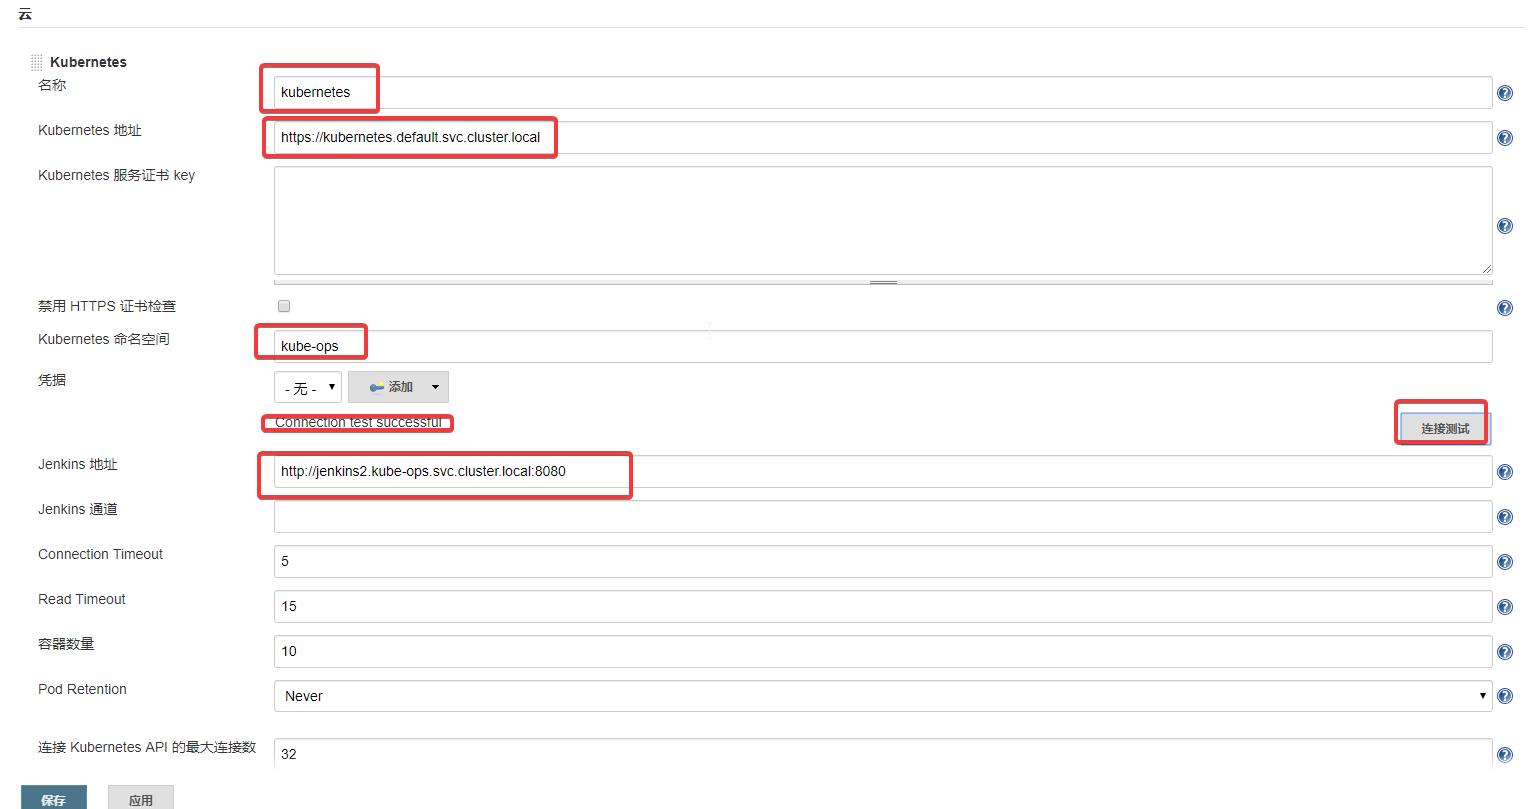 云
Kubernetes
名称
kubernetes
Kubernetes 地址
https://kubernetes.default.svc.cluster.local
Kubernetes 服务证书 key
禁用 HTTPS 证书检查
Kubernetes 命名空间
kube-ops
凭据
- 无 -
添加
Connection test successful
连接测试
Jenkins 地址
http://jenkins2.kube-ops.svc.cluster.local:8080
Jenkins 通道
Connection Timeout
5
Read Timeout
15
容器数量
10
Pod Retention
Never
连接 Kubernetes API 的最大连接数
32
保存
应用